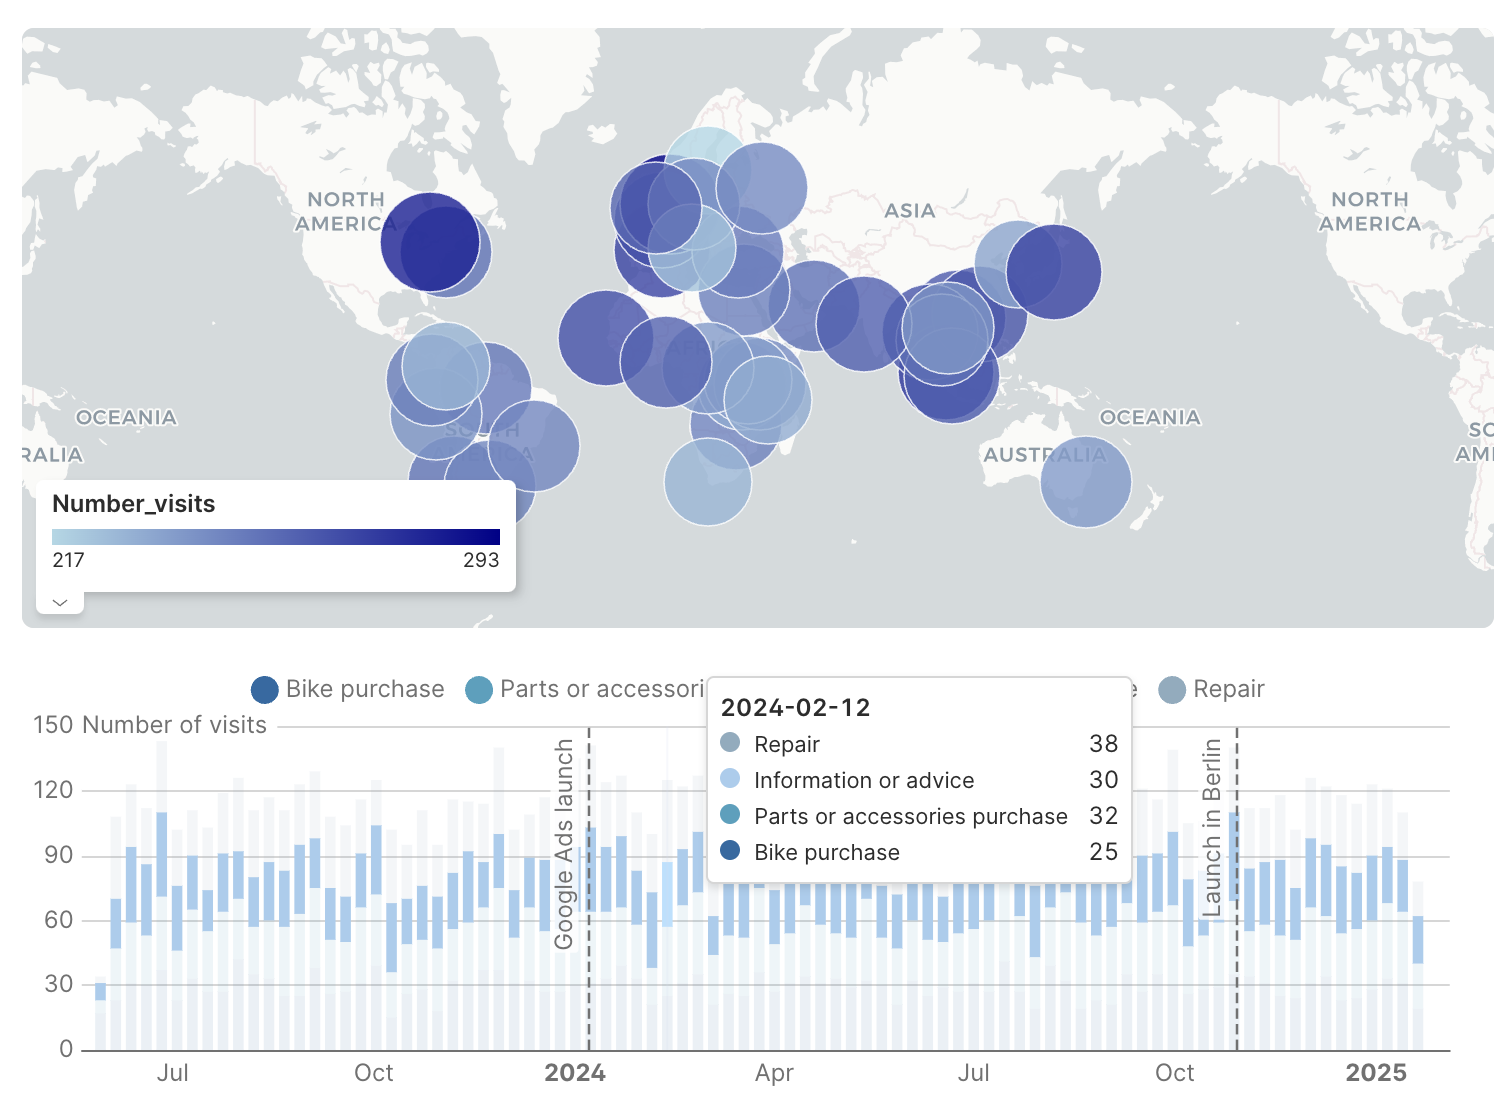 NORTH
AMERICA
ASIA
NORTH
AMERICA
AFRICA
OCEANIA
OCEANIA
SOUTH
AMERICA
SO
AM
RALIA
AUSTRALIA
Number_visits
217 293
Bike purchase Parts or accessori e Repair
150 Number of visits
120
90
60
30
0
Google Ads launch
Launch in Berlin
2024-02-12
Repair 38
Information or advice 30
Parts or accessories purchase 32
Bike purchase 25
Jul Oct 2024 Apr Jul Oct 2025